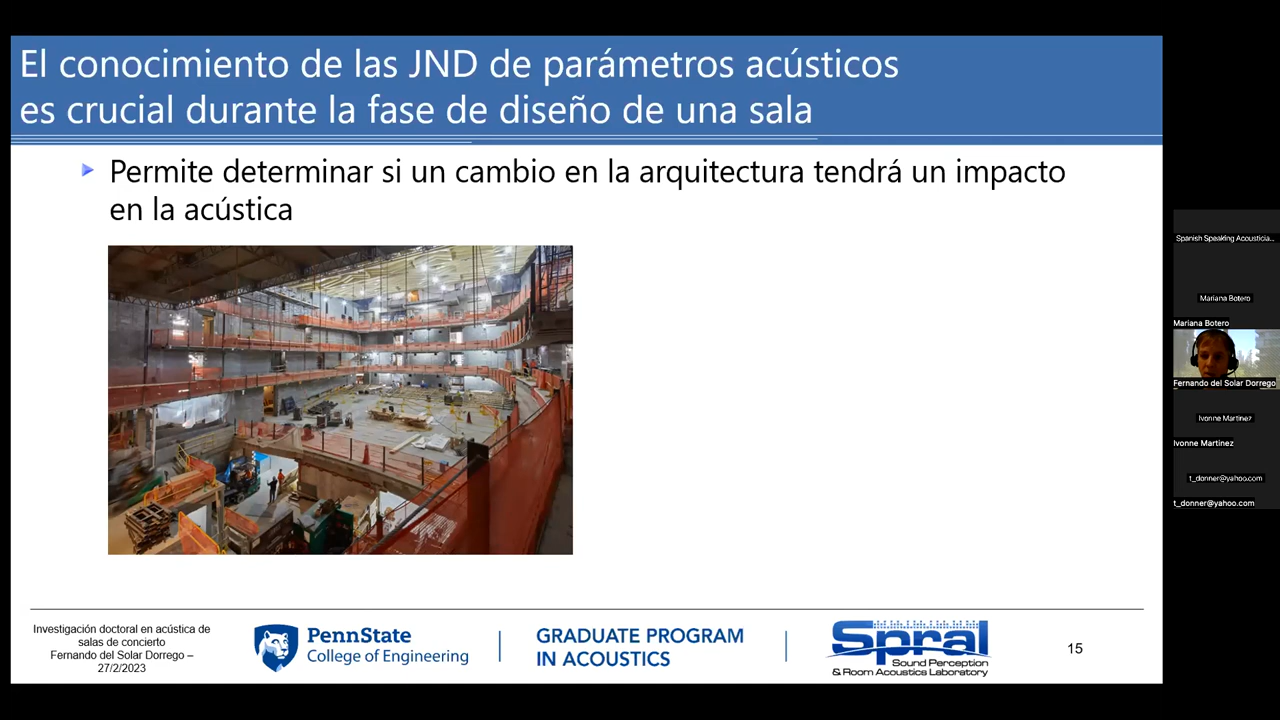 El conocimiento de las JND de parámetros acústicos
es crucial durante la fase de diseño de una sala
Permite determinar si un cambio en la arquitectura tendrá un impacto
en la acústica
Spanish Speaking Acousticia...
Mariana Botero
Mariana Botero
Fernando del Solar Dorrego
Ivonne Martinez
Ivonne Martinez
t_donner@yahoo.com
t_donner@yahoo.com
Investigación doctoral en acústica de
salas de concierto
Fernando del Solar Dorrego –
27/2/2023
PennState
College of Engineering
GRADUATE PROGRAM
IN ACOUSTICS
Spral
Sound Perception
& Room Acoustics Laboratory
15